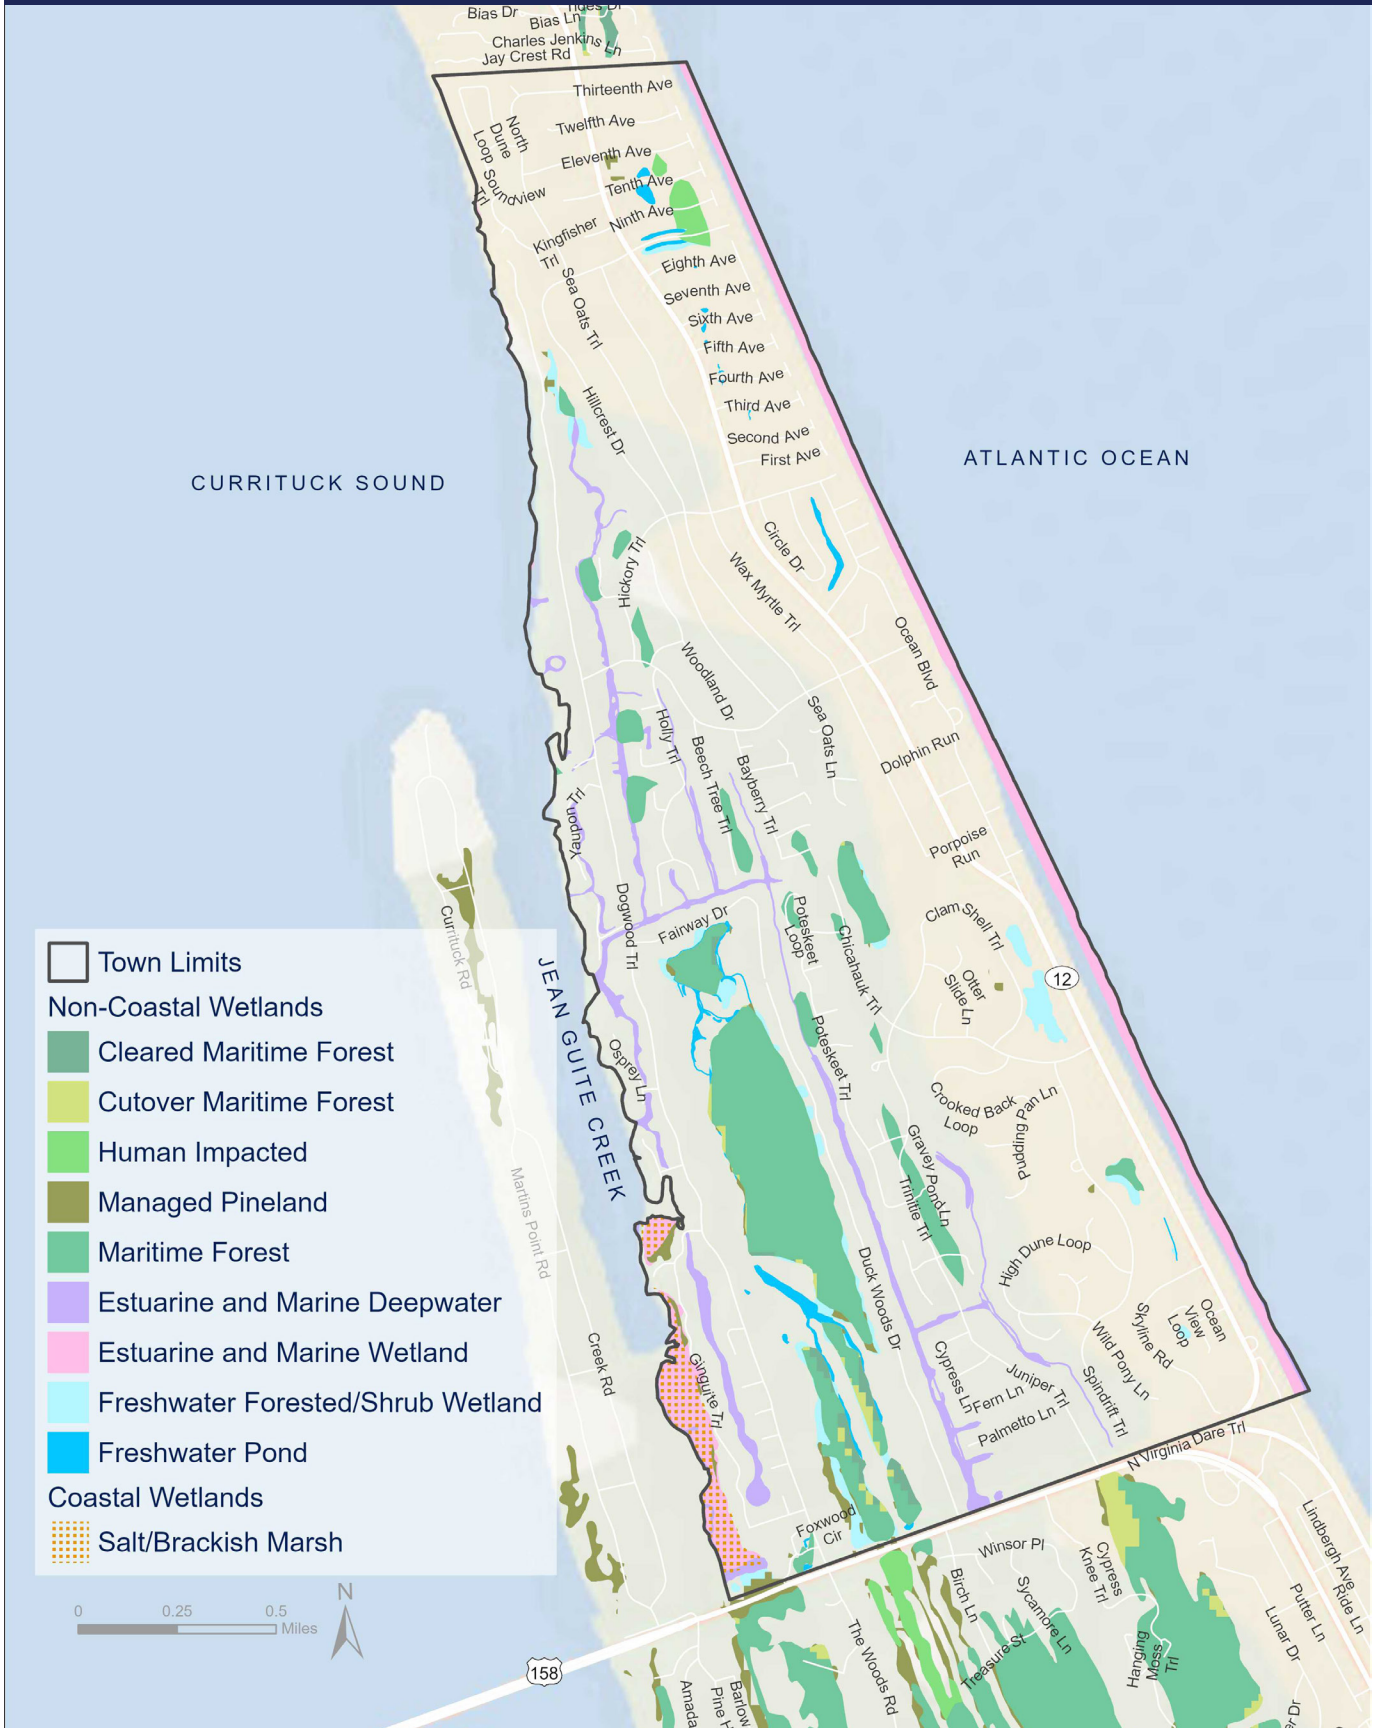 Bias Dr
Bias Ln
Tides Dr
Charles Jenkins Ln
Jay Crest Rd
Thirteenth Ave
Twelfth Ave
North
Dune
Loop
Eleventh Ave
Tenth Ave
Soundview
Trl
Ninth Ave
Kingfisher
Trl
Eighth Ave
Sea Oats Trl
Seventh Ave
Sixth Ave
Fifth Ave
Fourth Ave
Third Ave
Hillcrest Dr
Second Ave
First Ave
CURRITUCK SOUND
ATLANTIC OCEAN
Circle Dr
Hickory Trl
Wax Myrtle Trl
Ocean Blvd
Woodland Dr
Sea Oats Ln
Holly Trl
Beech Tree Trl
Bayberry Trl
Dolphin Run
Yaupon Trl
Porpoise
Run
Dogwood Trl
Fairway Dr
Poteskeet
Loop
Chicahauk Trl
Clam Shell Trl
Otter
Slide Ln
12
Currituck Rd
JEAN GUITE CREEK
Osprey Ln
Poteskeet Trl
Crooked Back
Loop
Pudding Pan Ln
Gravey Pond Ln
Trinitie Trl
Martins Point Rd
High Dune Loop
Duck Woods Dr
Ocean
View
Loop
Skyline Rd
Wild Pony Ln
Creek Rd
Ginguite Trl
Cypress Ln
Juniper Trl
Fern Ln
Palmetto Ln
Spindrift Trl
N Virginia Dare Trl
Foxwood
Cir
Winsor Pl
Birch Ln
Sycamore Ln
Cypress
Knee Trl
Lindbergh Ave
Ride Ln
Putter Ln
Lunar Dr
Treasure St
Hanging
Moss
Trl
The Woods Rd
158
Amada
Barlow
Pine
Dr
Town Limits
Non-Coastal Wetlands
Cleared Maritime Forest
Cutover Maritime Forest
Human Impacted
Managed Pineland
Maritime Forest
Estuarine and Marine Deepwater
Estuarine and Marine Wetland
Freshwater Forested/Shrub Wetland
Freshwater Pond
Coastal Wetlands
Salt/Brackish Marsh
N
0 0.25 0.5
Miles